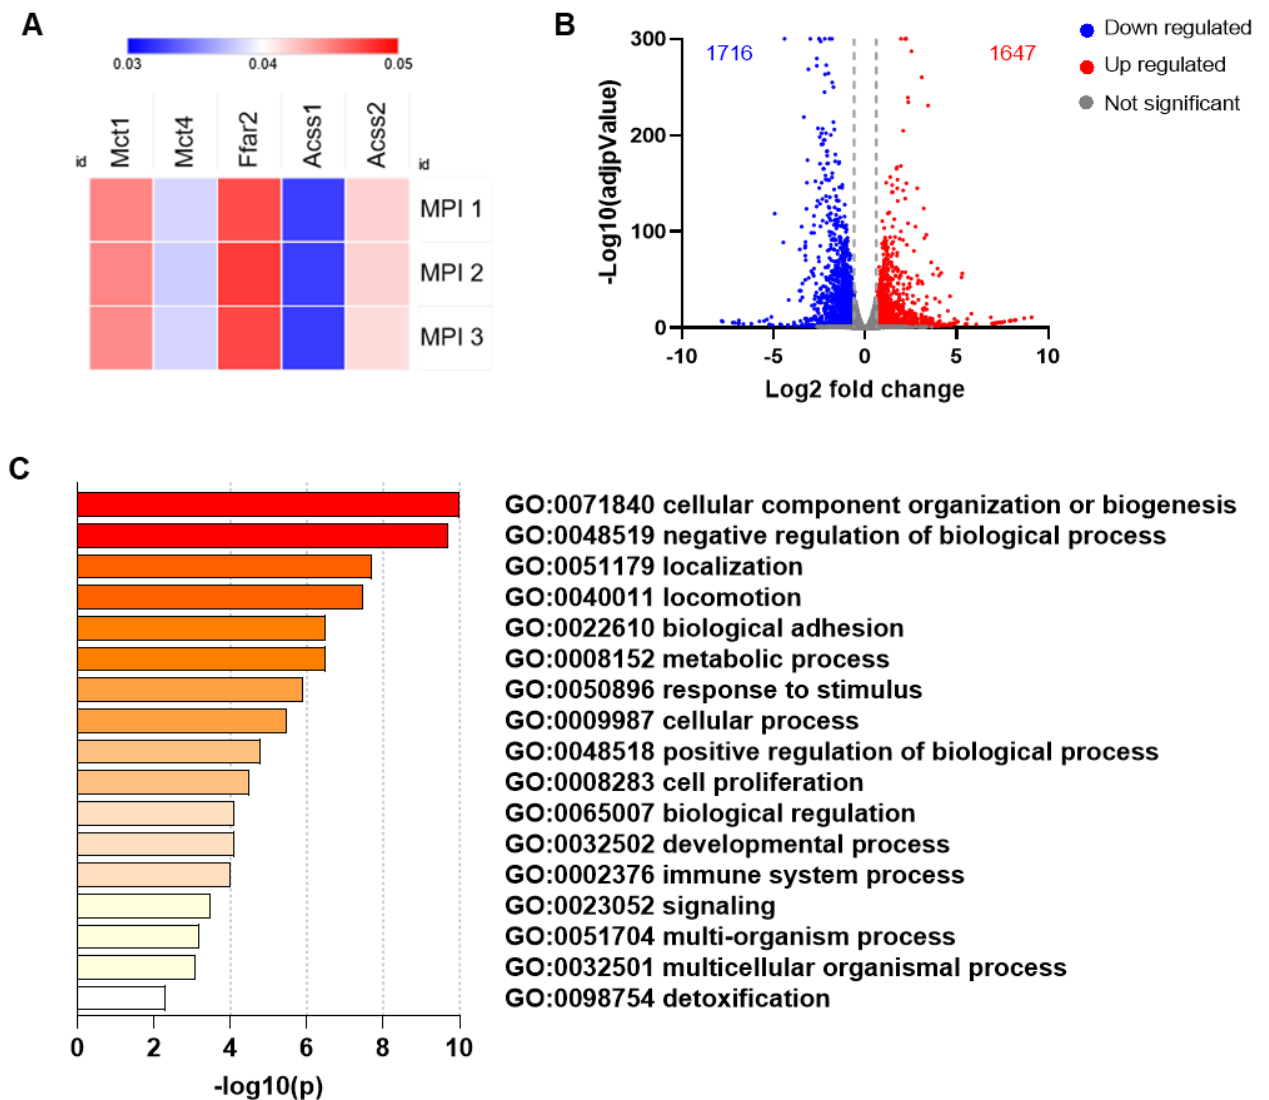 A
0.03 0.04 0.05
id Mct1 Mct4 Ffar2 Acss1 Acss2 id
MPI 1
MPI 2
MPI 3
B
1716 1647
Down regulated
Up regulated
Not significant
-Log10(adjpValue)
300
200
100
0
-10 -5 0 5 10
Log2 fold change
C
GO:0071840 cellular component organization or biogenesis
GO:0048519 negative regulation of biological process
GO:0051179 localization
GO:0040011 locomotion
GO:0022610 biological adhesion
GO:0008152 metabolic process
GO:0050896 response to stimulus
GO:0009987 cellular process
GO:0048518 positive regulation of biological process
GO:0008283 cell proliferation
GO:0065007 biological regulation
GO:0032502 developmental process
GO:0002376 immune system process
GO:0023052 signaling
GO:0051704 multi-organism process
GO:0032501 multicellular organismal process
GO:0098754 detoxification
0 2 4 6 8 10
-log10(p)